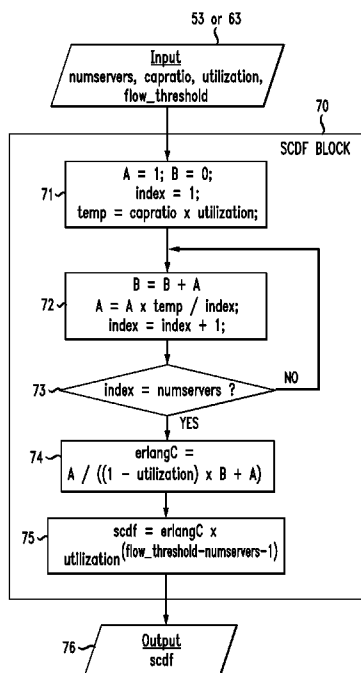 53 or 63
Input
numservers, capratio, utilization,
flow_threshold
70
SCDF BLOCK
71
A = 1; B = 0;
index = 1;
temp = capratio x utilization;
72
B = B + A
A = A x temp / index;
index = index + 1;
73
index = numservers ?
NO
YES
74
erlangC =
A / ((1 - utilization) x B + A)
75
scdf = erlangC x
utilization(flow_threshold-numservers-1)
76
Output
scdf